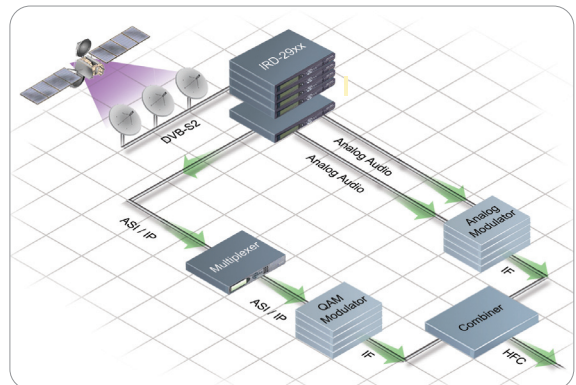 IRD-29xx
DVB-S2
Analog Audio
Analog Audio
ASI / IP
Multiplexer
ASI / IP
QAM
Modulator
IF
Analog
Modulator
IF
Combiner
HFC